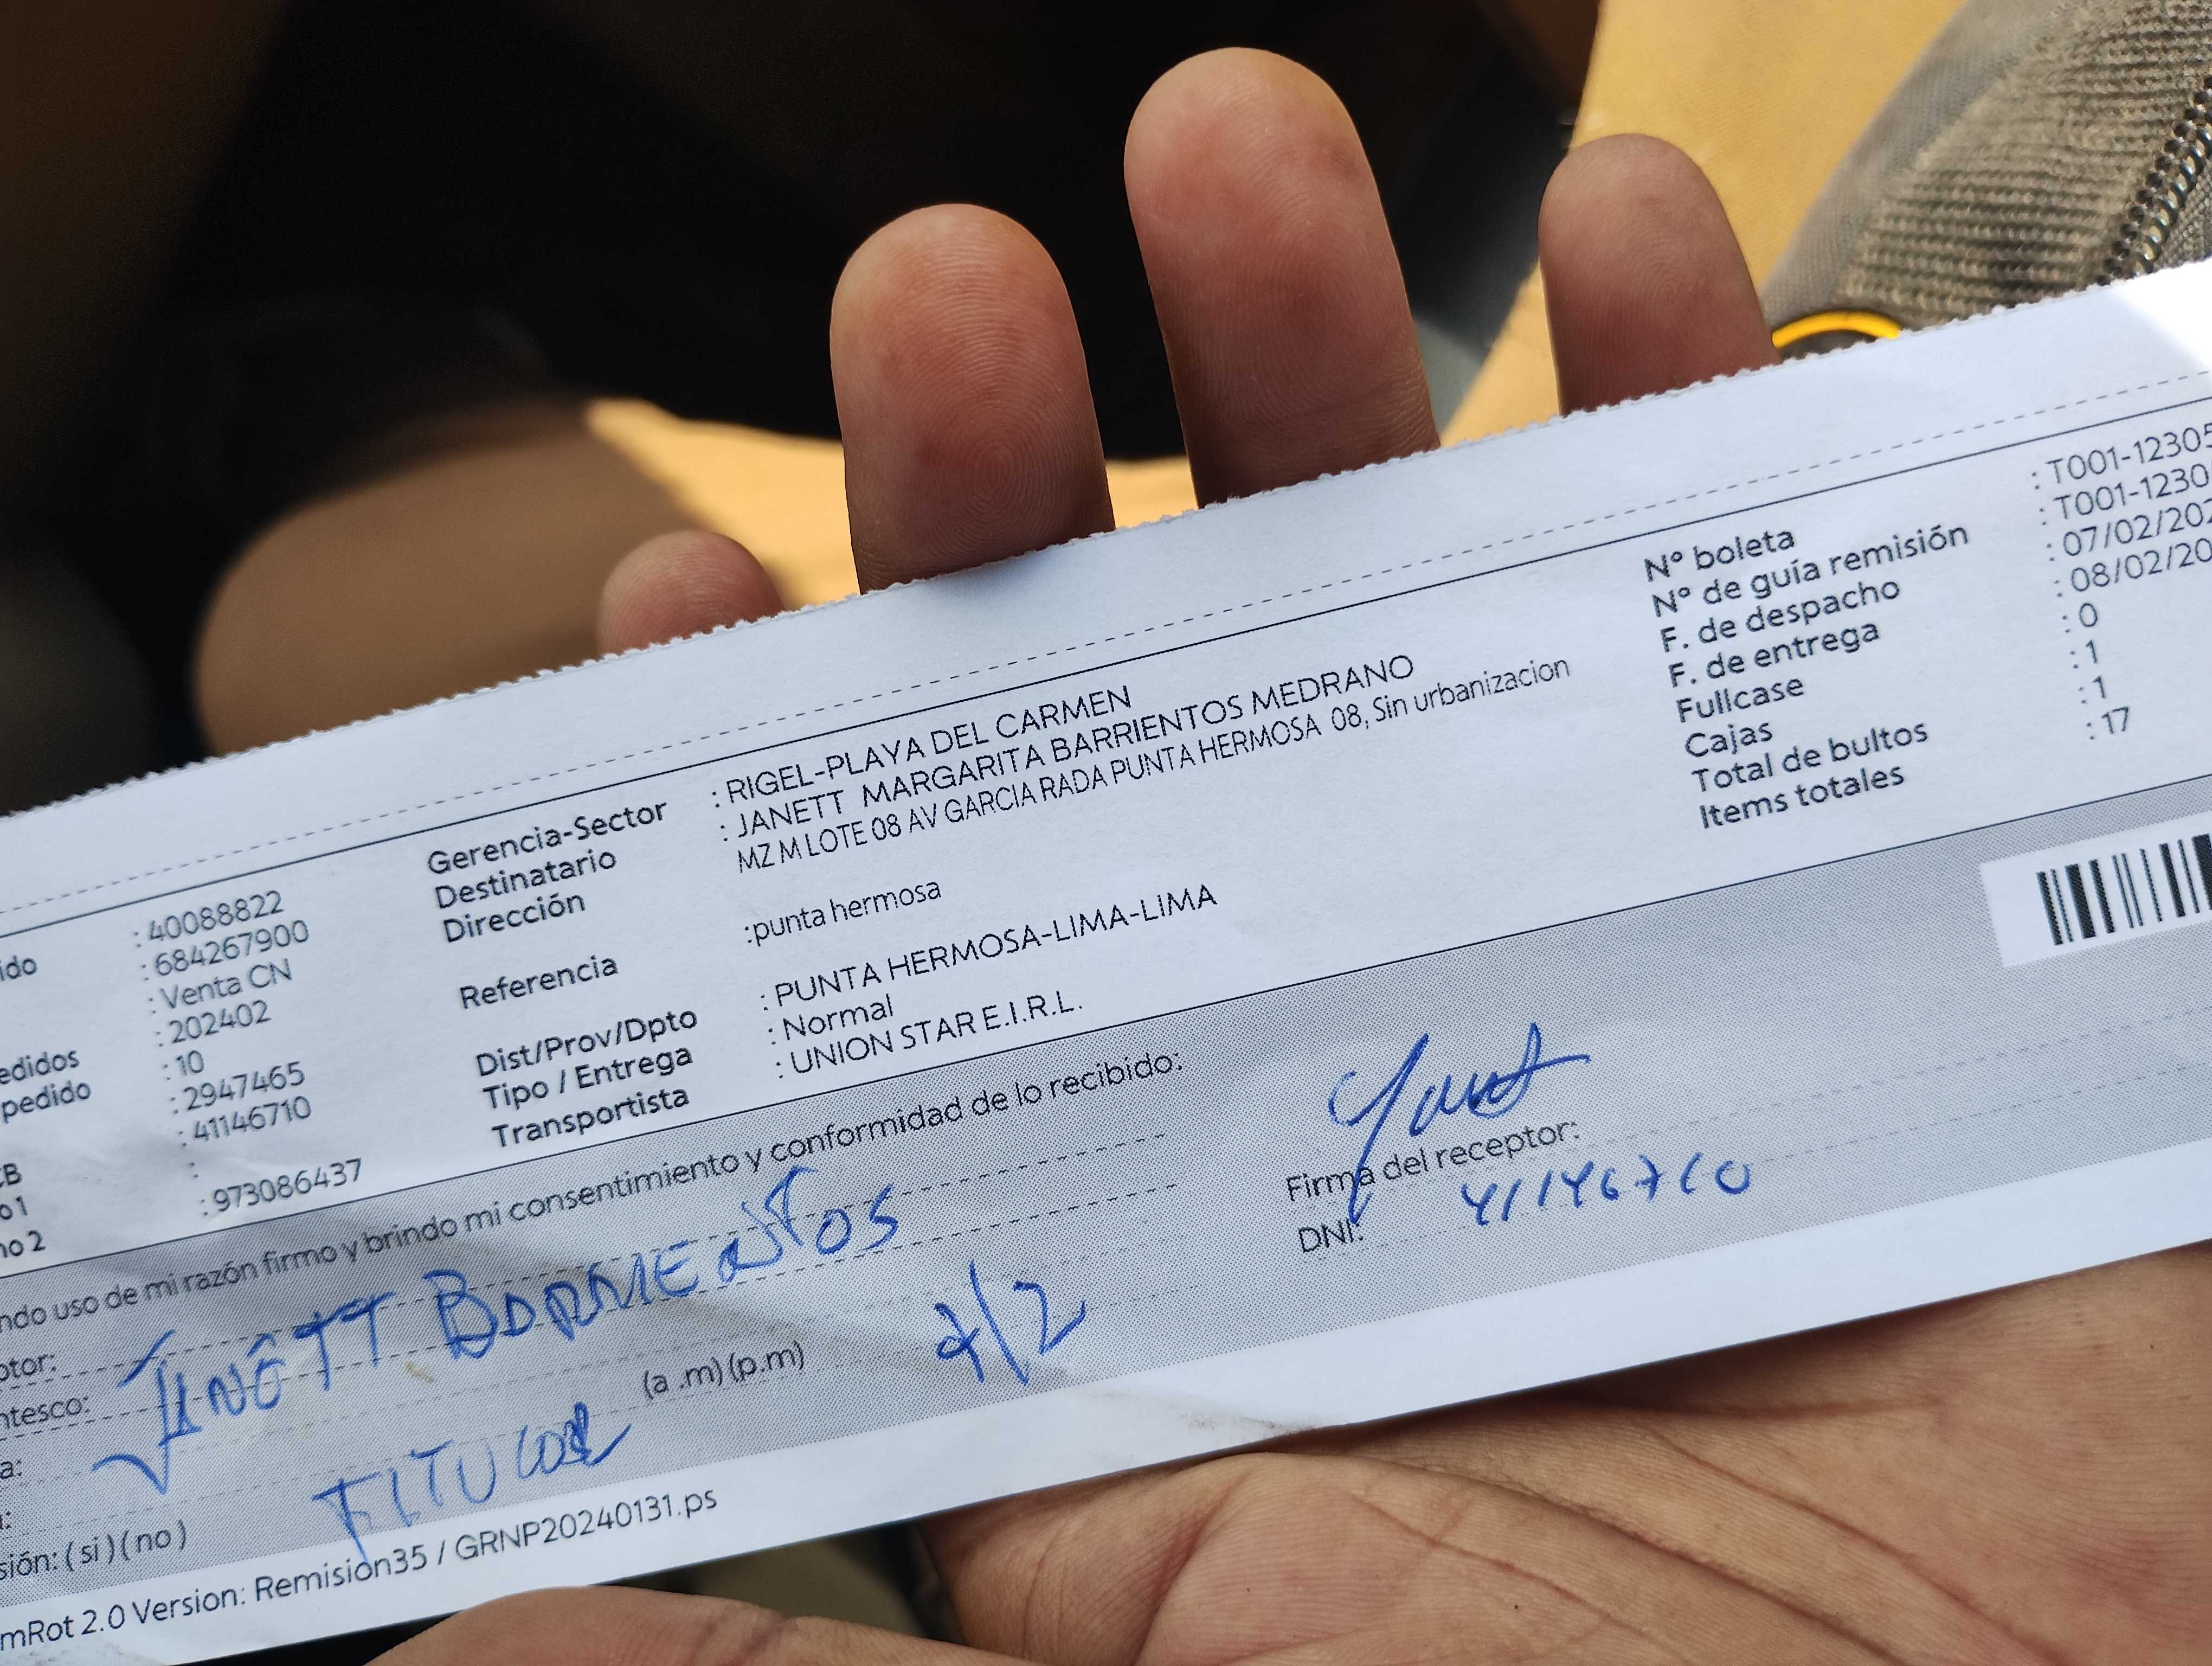 : 40088822
ido : 684267900
: Venta CN
: 202402
edidos : 10
pedido : 2947465
: 41146710
CB :
o 1 : 973086437
no 2
Gerencia-Sector : RIGEL-PLAYA DEL CARMEN
Destinatario : JANETT MARGARITA BARRIENTOS MEDRANO
Dirección MZ M LOTE 08 AV GARCIA RADA PUNTA HERMOSA 08, Sin urbanizacion
Referencia :punta hermosa
Dist/Prov/Dpto : PUNTA HERMOSA-LIMA-LIMA
Tipo / Entrega : Normal
Transportista : UNION STAR E.I.R.L.
N° boleta : T001-12305
N° de guía remisión : T001-1230
F. de despacho : 07/02/202
F. de entrega : 08/02/20
Fullcase : 0
Cajas : 1
Total de bultos : 1
Items totales : 17
ndo uso de mi razón firmo y brindo mi consentimiento y conformidad de lo recibido:
ptor: JANETT BARRIENTOS
ntesco: TITULAR
a: (a .m) (p.m) 7/2
:
sión: ( si ) ( no )
Firma del receptor:
DNI: 41146710
mRot 2.0 Version: Remision35 / GRNP20240131.ps